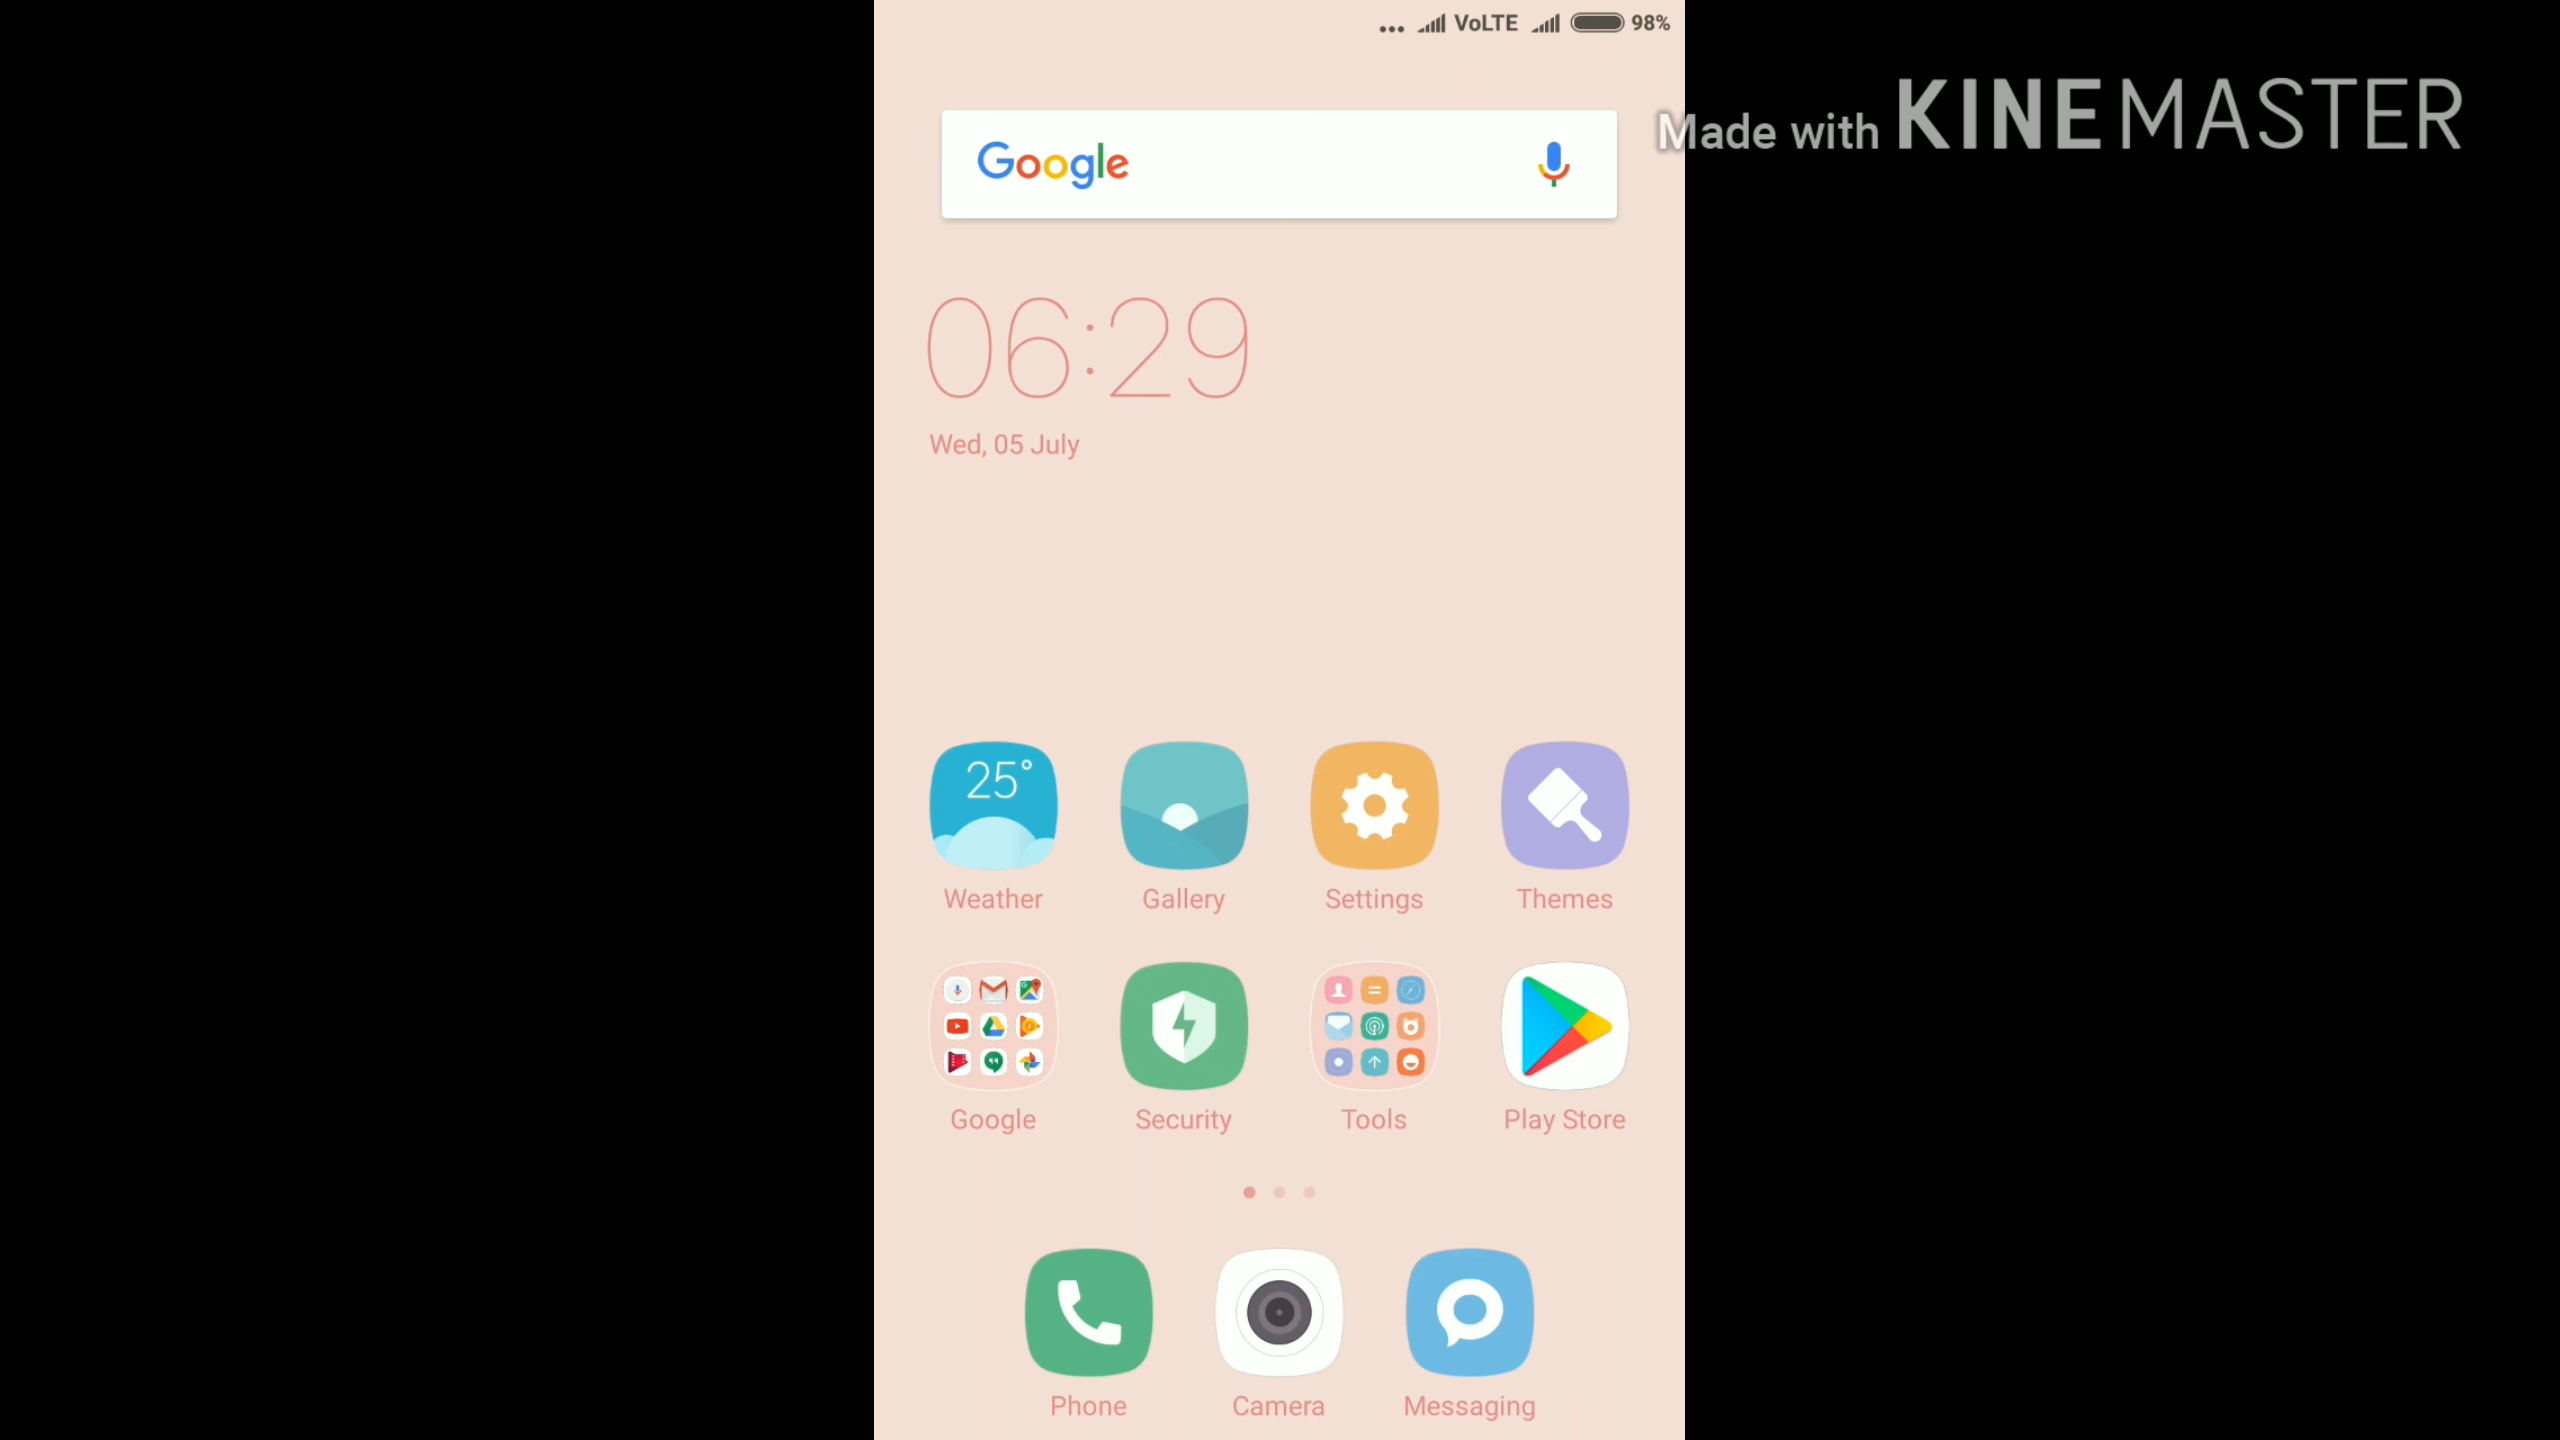 VoLTE 98%
Made with KINEMASTER
Google
06:29
Wed, 05 July
25°
Weather Gallery Settings Themes
Google Security Tools Play Store
Phone Camera Messaging